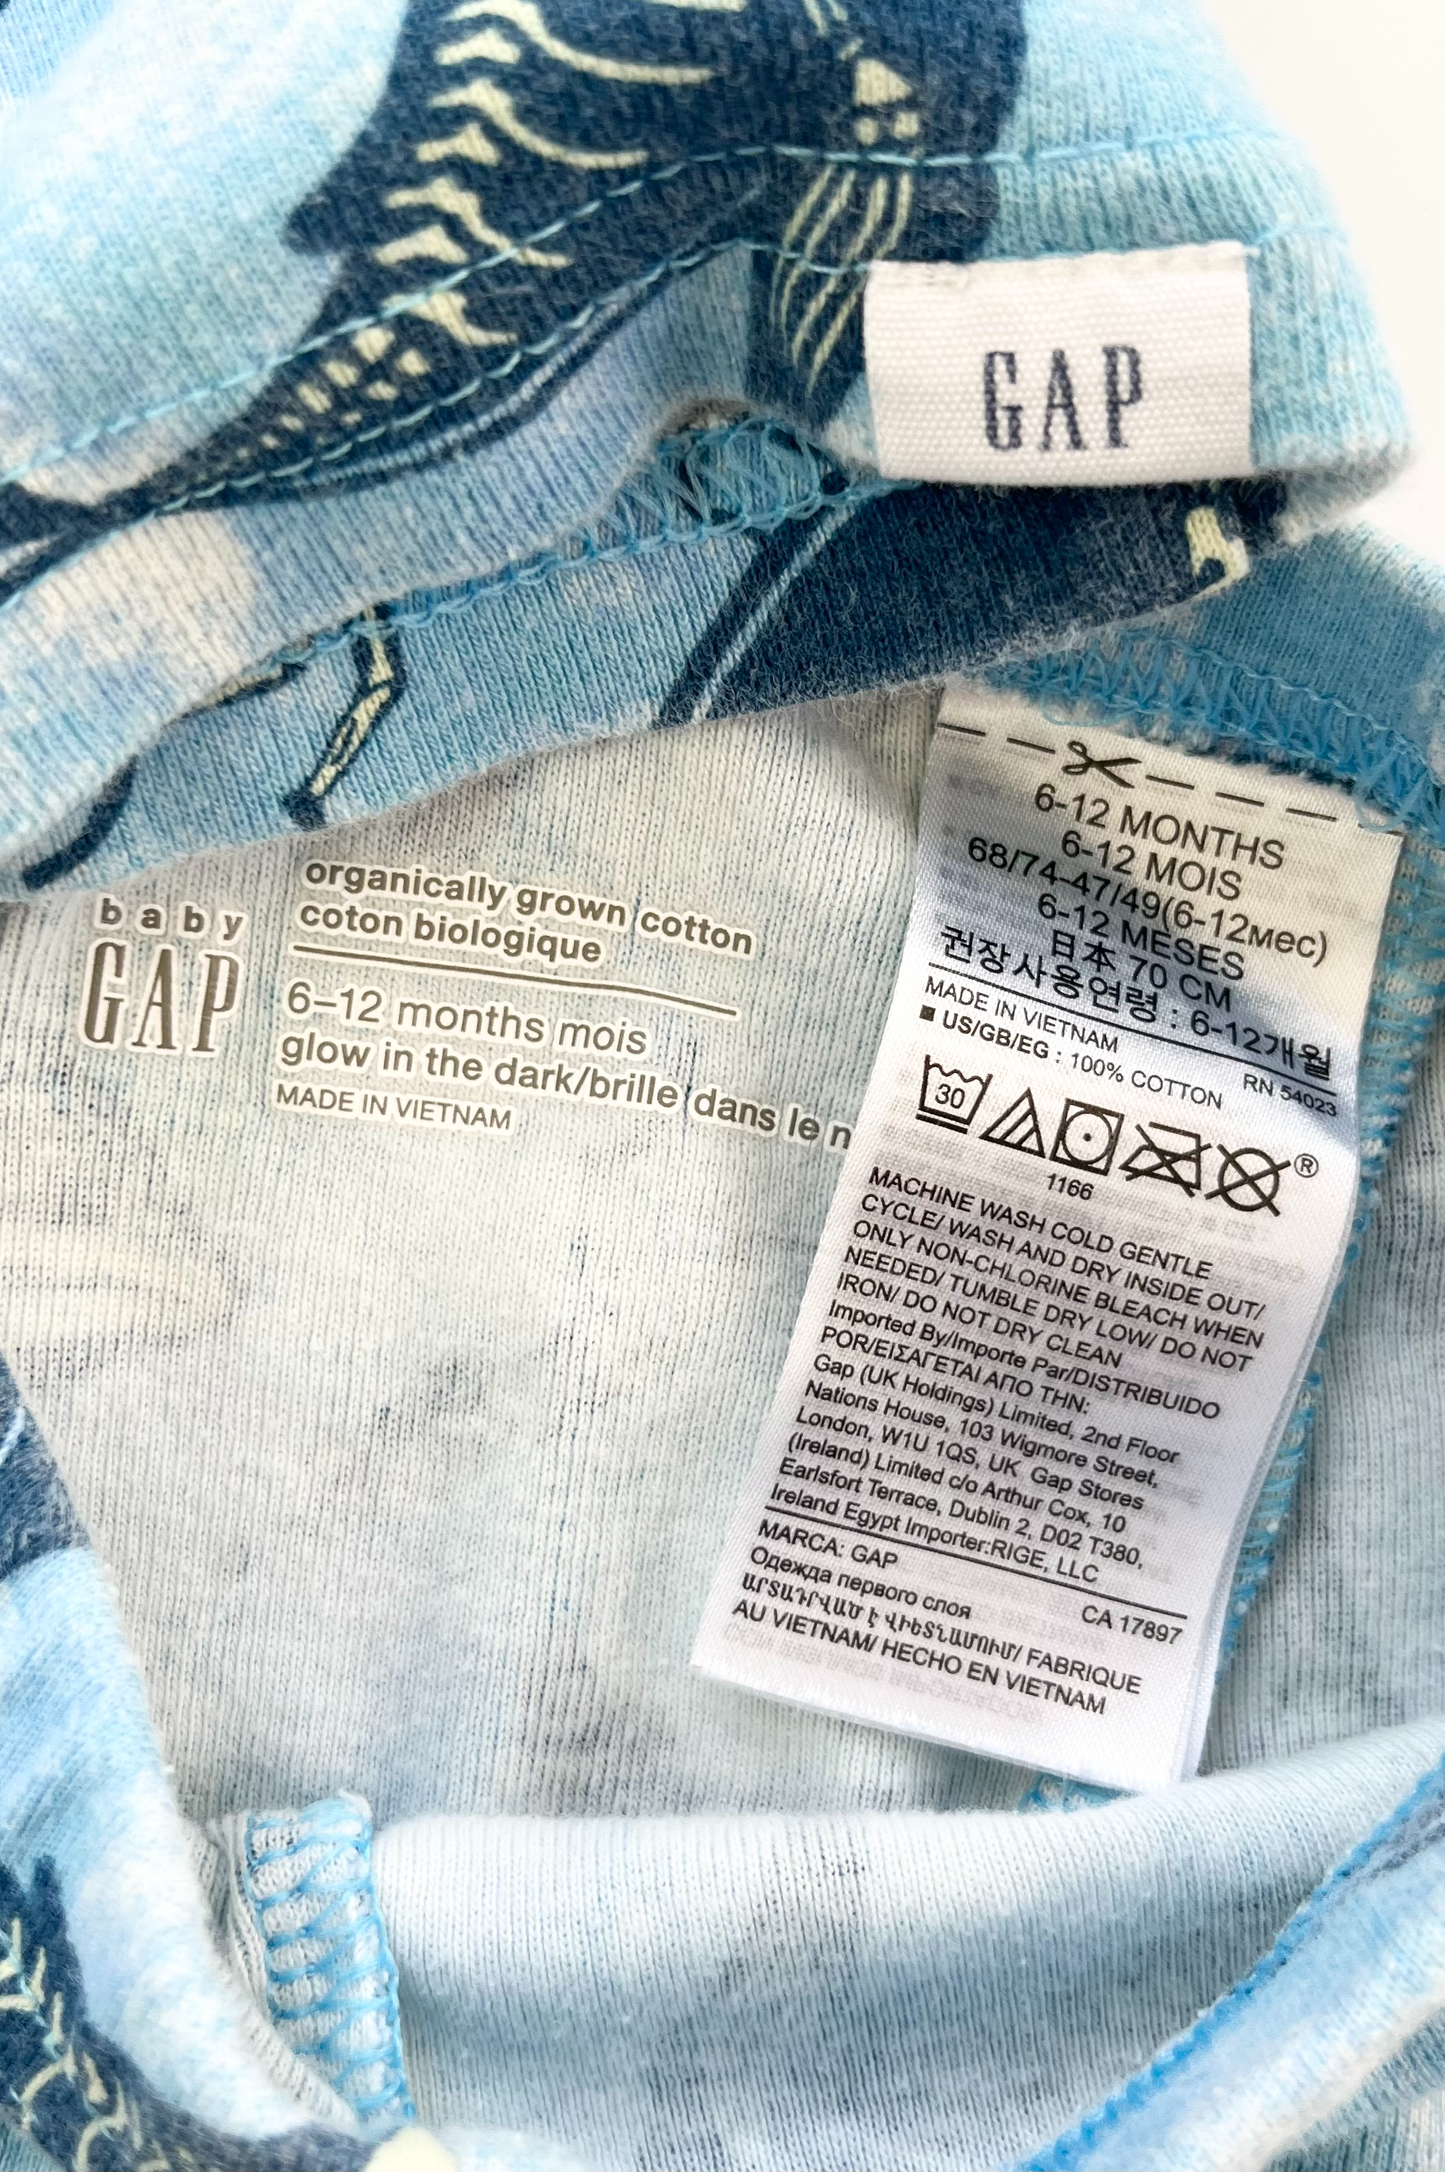 GAP
baby
GAP
organically grown cotton
coton biologique
6–12 months mois
glow in the dark/brille dans le n
MADE IN VIETNAM
6-12 MONTHS
6-12 MOIS
68/74-47/49(6-12мес)
6-12 MESES
日本 70 CM
권장사용연령 : 6-12개월
MADE IN VIETNAM
RN 54023
■ US/GB/EG : 100% COTTON
30
®
1166
MACHINE WASH COLD GENTLE
CYCLE/ WASH AND DRY INSIDE OUT/
ONLY NON-CHLORINE BLEACH WHEN
NEEDED/ TUMBLE DRY LOW/ DO NOT
IRON/ DO NOT DRY CLEAN
Imported By/Importe Par/DISTRIBUIDO
POR/ΕΙΣΑΓΕΤΑΙ ΑΠΟ ΤΗΝ:
Gap (UK Holdings) Limited, 2nd Floor
Nations House, 103 Wigmore Street,
London, W1U 1QS, UK Gap Stores
(Ireland) Limited c/o Arthur Cox, 10
Earlsfort Terrace, Dublin 2, D02 T380,
Ireland Egypt Importer:RIGE, LLC
MARCA: GAP
CA 17897
Одежда первого слоя
ԱՐՏԱԴՐՎԱԾ Է ՎԻԵՏՆԱՄՈՒՄ/ FABRIQUE
AU VIETNAM/ HECHO EN VIETNAM